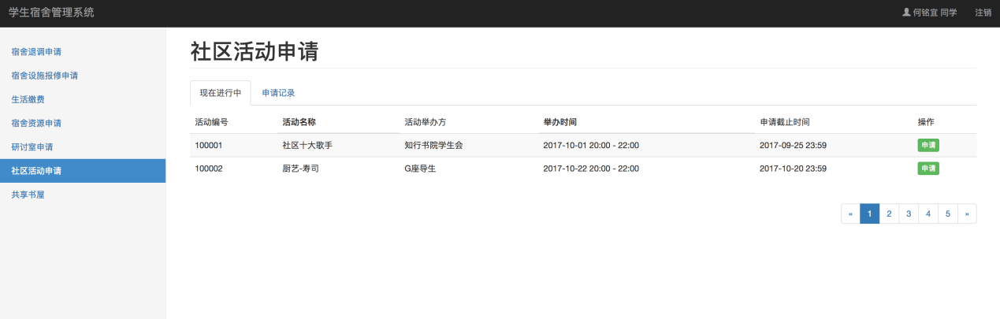 学生宿舍管理系统 何铭宜 同学 注销
宿舍退调申请
宿舍设施报修申请
生活缴费
宿舍资源申请
研讨室申请
社区活动申请
共享书屋
社区活动申请
现在进行中 申请记录
活动编号 活动名称 活动举办方 举办时间 申请截止时间 操作
100001 社区十大歌手 知行书院学生会 2017-10-01 20:00 - 22:00 2017-09-25 23:59 申请
100002 厨艺-寿司 G座导生 2017-10-22 20:00 - 22:00 2017-10-20 23:59 申请
« 1 2 3 4 5 »